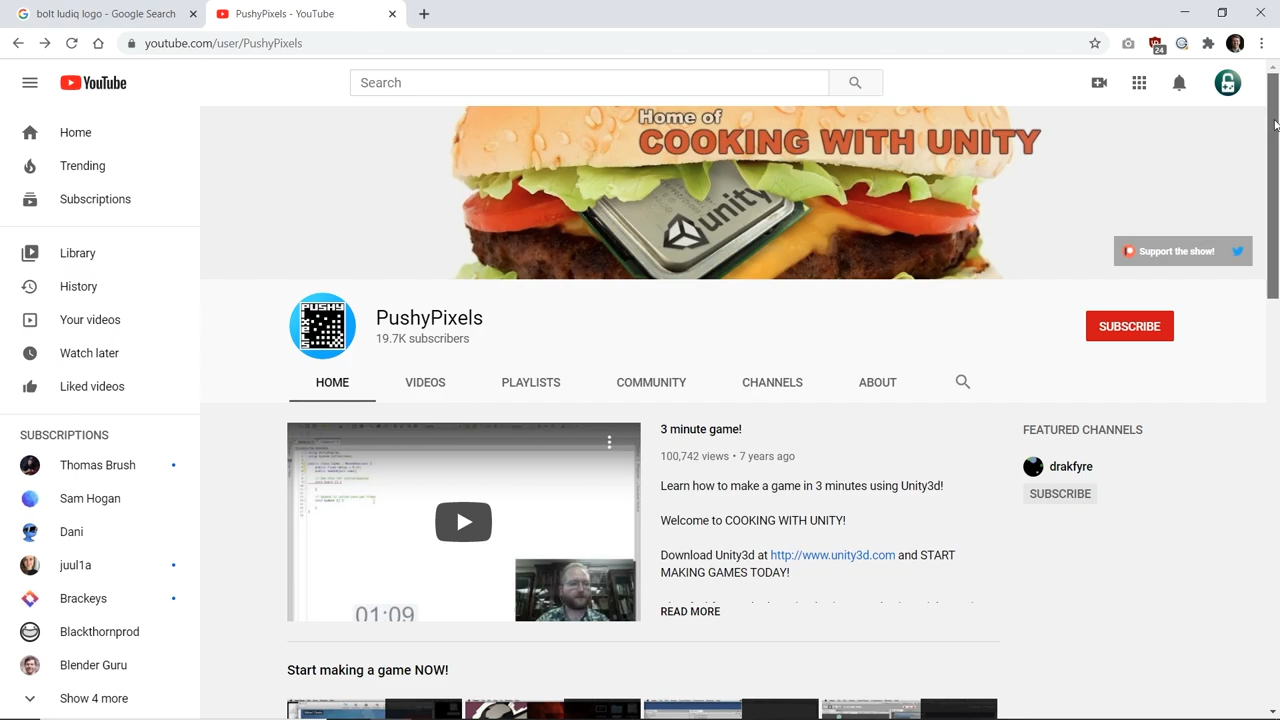 bolt ludiq logo - Google Search
PushyPixels - YouTube
youtube.com/user/PushyPixels
24
YouTube
Search
Home
Trending
Subscriptions
Library
History
Your videos
Watch later
Liked videos
SUBSCRIPTIONS
Thomas Brush
Sam Hogan
Dani
juul1a
Brackeys
Blackthornprod
Blender Guru
Show 4 more
Home of
COOKING WITH UNITY
unity
Support the show!
PUSHY
PIXELS
PushyPixels
19.7K subscribers
SUBSCRIBE
HOME
VIDEOS
PLAYLISTS
COMMUNITY
CHANNELS
ABOUT
01:09
3 minute game!
100,742 views • 7 years ago
Learn how to make a game in 3 minutes using Unity3d!
Welcome to COOKING WITH UNITY!
Download Unity3d at http://www.unity3d.com and START
MAKING GAMES TODAY!
READ MORE
FEATURED CHANNELS
drakfyre
SUBSCRIBE
Start making a game NOW!